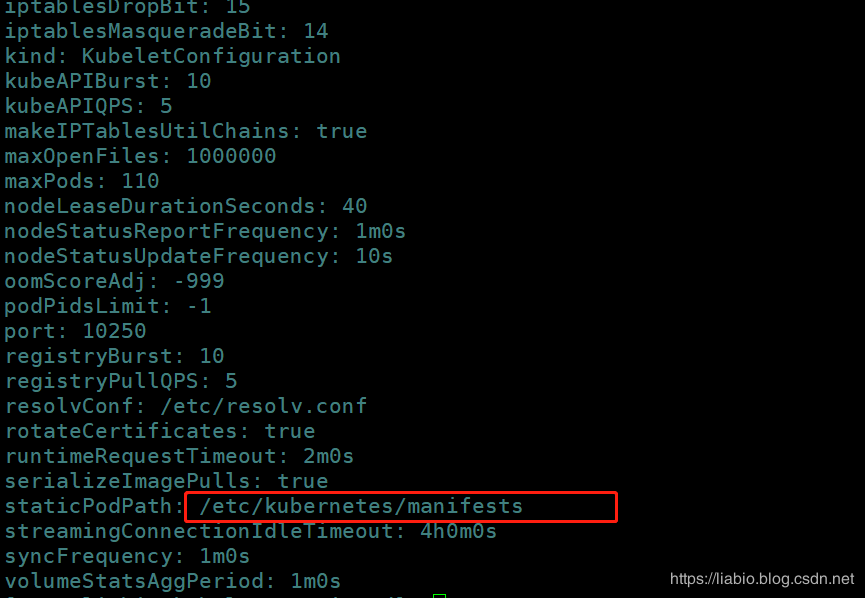 iptablesDropBit: 15
iptablesMasqueradeBit: 14
kind: KubeletConfiguration
kubeAPIBurst: 10
kubeAPIQPS: 5
makeIPTablesUtilChains: true
maxOpenFiles: 1000000
maxPods: 110
nodeLeaseDurationSeconds: 40
nodeStatusReportFrequency: 1m0s
nodeStatusUpdateFrequency: 10s
oomScoreAdj: -999
podPidsLimit: -1
port: 10250
registryBurst: 10
registryPullQPS: 5
resolvConf: /etc/resolv.conf
rotateCertificates: true
runtimeRequestTimeout: 2m0s
serializeImagePulls: true
staticPodPath: /etc/kubernetes/manifests
streamingConnectionIdleTimeout: 4h0m0s
syncFrequency: 1m0s
volumeStatsAggPeriod: 1m0s
https://liabio.blog.csdn.net